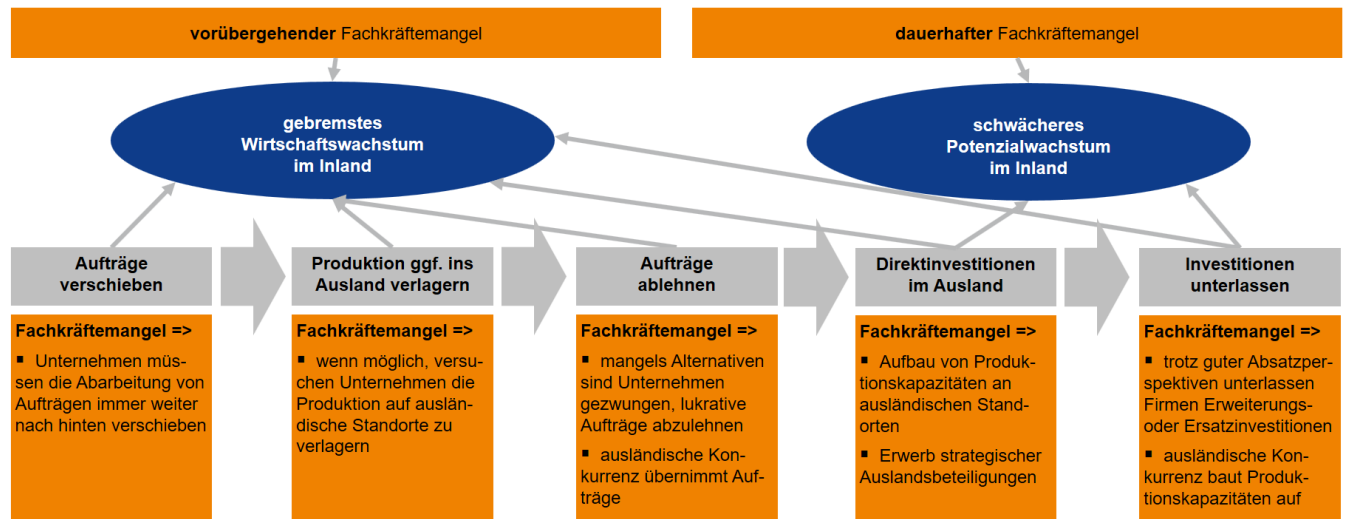 vorübergehender Fachkräftemangel
dauerhafter Fachkräftemangel
gebremstes
Wirtschaftswachstum
im Inland
schwächeres
Potenzialwachstum
im Inland
Aufträge
verschieben
Produktion ggf. ins
Ausland verlagern
Aufträge
ablehnen
Direktinvestitionen
im Ausland
Investitionen
unterlassen
Fachkräftemangel =>
▪ Unternehmen müs-
sen die Abarbeitung von
Aufträgen immer weiter
nach hinten verschieben
Fachkräftemangel =>
▪ wenn möglich, versu-
chen Unternehmen die
Produktion auf auslän-
dische Standorte zu
verlagern
Fachkräftemangel =>
▪ mangels Alternativen
sind Unternehmen
gezwungen, lukrative
Aufträge abzulehnen
▪ ausländische Kon-
kurrenz übernimmt Auf-
träge
Fachkräftemangel =>
▪ Aufbau von Produk-
tionskapazitäten an
ausländischen Stand-
orten
▪ Erwerb strategischer
Auslandsbeteiligungen
Fachkräftemangel =>
▪ trotz guter Absatzper-
spektiven unterlassen
Firmen Erweiterungs-
oder Ersatzinvestitionen
▪ ausländische Kon-
kurrenz baut Produk-
tionskapazitäten auf